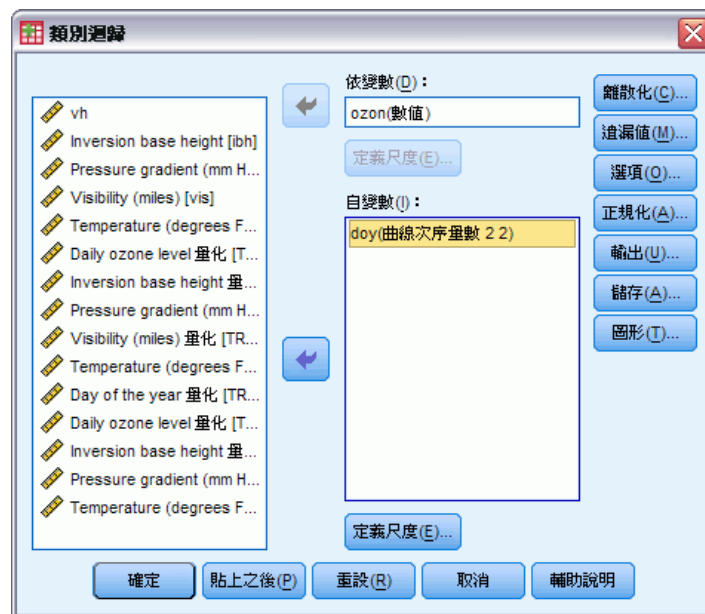 類別迴歸
vh
Inversion base height [ibh]
Pressure gradient (mm H...
Visibility (miles) [vis]
Temperature (degrees F...
Daily ozone level 量化 [T...
Inversion base height 量...
Pressure gradient (mm H...
Visibility (miles) 量化 [TR...
Temperature (degrees F...
Day of the year 量化 [TR...
Daily ozone level 量化 [T...
Inversion base height 量...
Pressure gradient (mm H...
Temperature (degrees F...
依變數(D)：
ozon(數值)
定義尺度(E)...
自變數(I)：
doy(曲線次序量數 2 2)
定義尺度(E)...
離散化(C)...
遺漏值(M)...
選項(O)...
正規化(A)...
輸出(U)...
儲存(A)...
圖形(T)...
確定
貼上之後(P)
重設(R)
取消
輔助說明